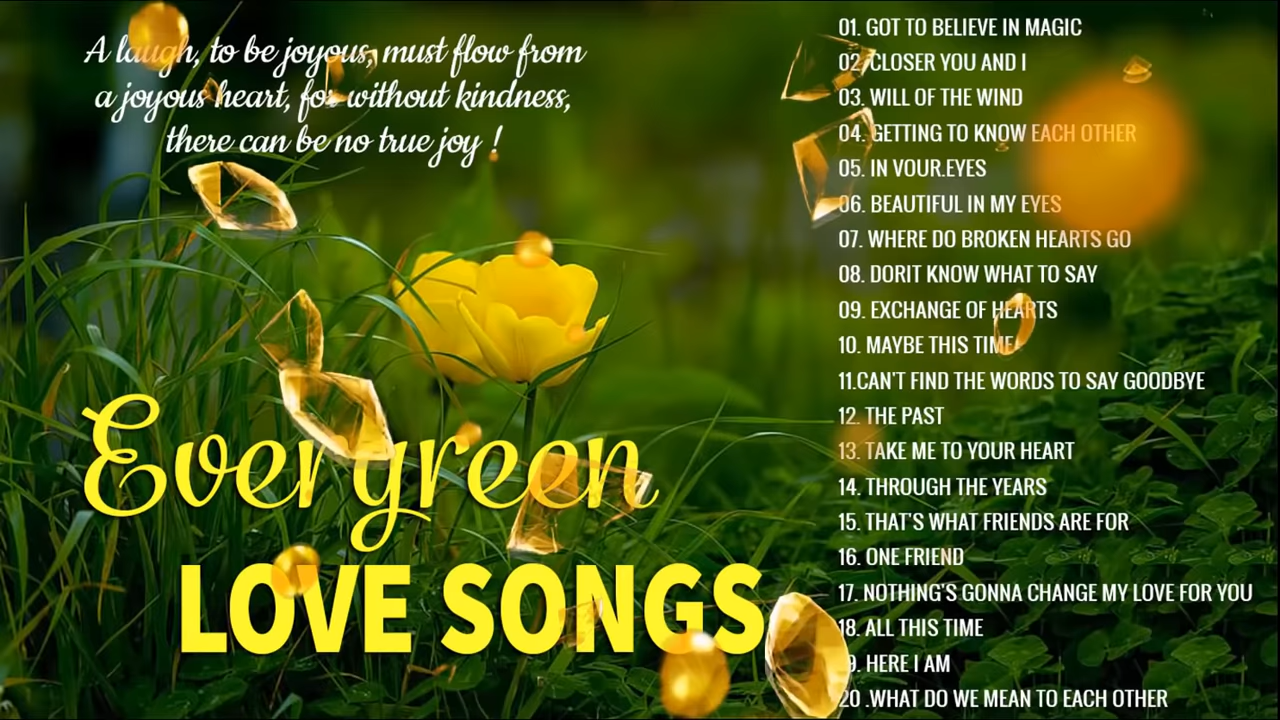 A laugh, to be joyous, must flow from
a joyous heart, for without kindness,
there can be no true joy !
Evergreen
LOVE SONGS
01. GOT TO BELIEVE IN MAGIC
02. CLOSER YOU AND I
03. WILL OF THE WIND
04. GETTING TO KNOW EACH OTHER
05. IN VOUR.EYES
06. BEAUTIFUL IN MY EYES
07. WHERE DO BROKEN HEARTS GO
08. DORIT KNOW WHAT TO SAY
09. EXCHANGE OF HEARTS
10. MAYBE THIS TIME
11.CAN'T FIND THE WORDS TO SAY GOODBYE
12. THE PAST
13. TAKE ME TO YOUR HEART
14. THROUGH THE YEARS
15. THAT'S WHAT FRIENDS ARE FOR
16. ONE FRIEND
17. NOTHING'S GONNA CHANGE MY LOVE FOR YOU
18. ALL THIS TIME
19. HERE I AM
20 .WHAT DO WE MEAN TO EACH OTHER